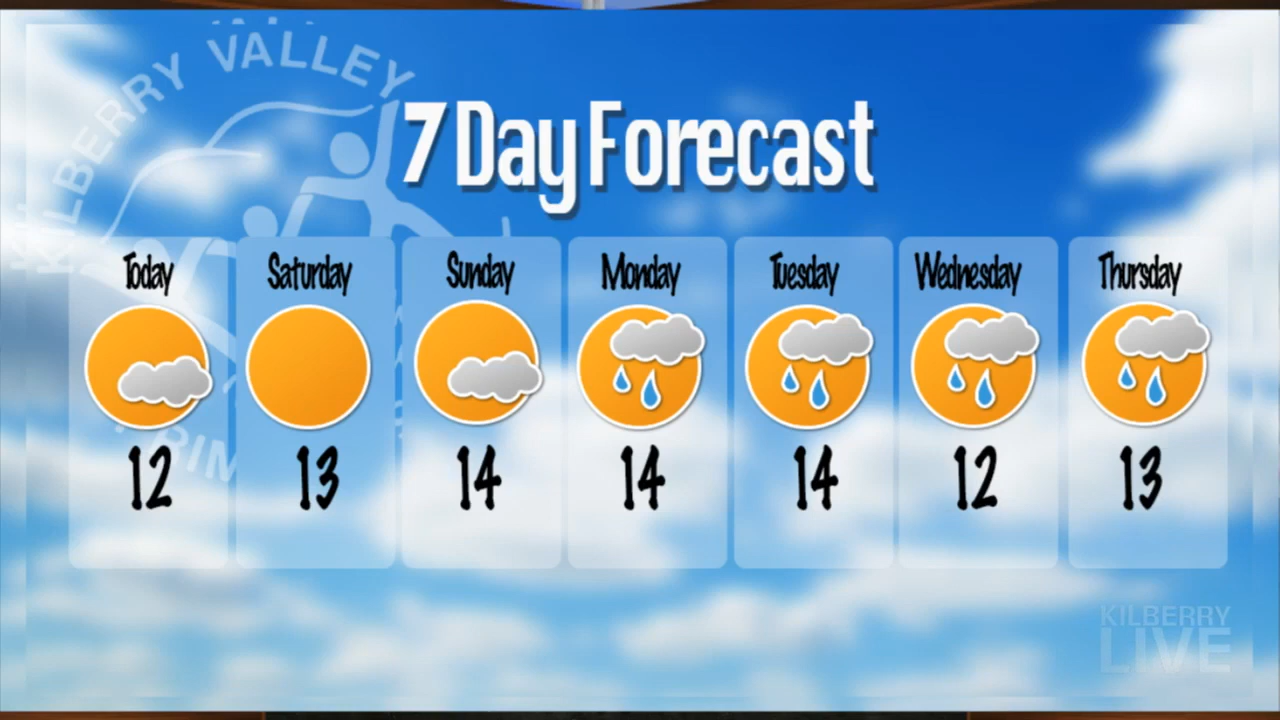 KILBERRY VALLEY
7 Day Forecast
Today Saturday Sunday Monday Tuesday Wednesday Thursday
12 13 14 14 14 12 13
KILBERRY
LIVE